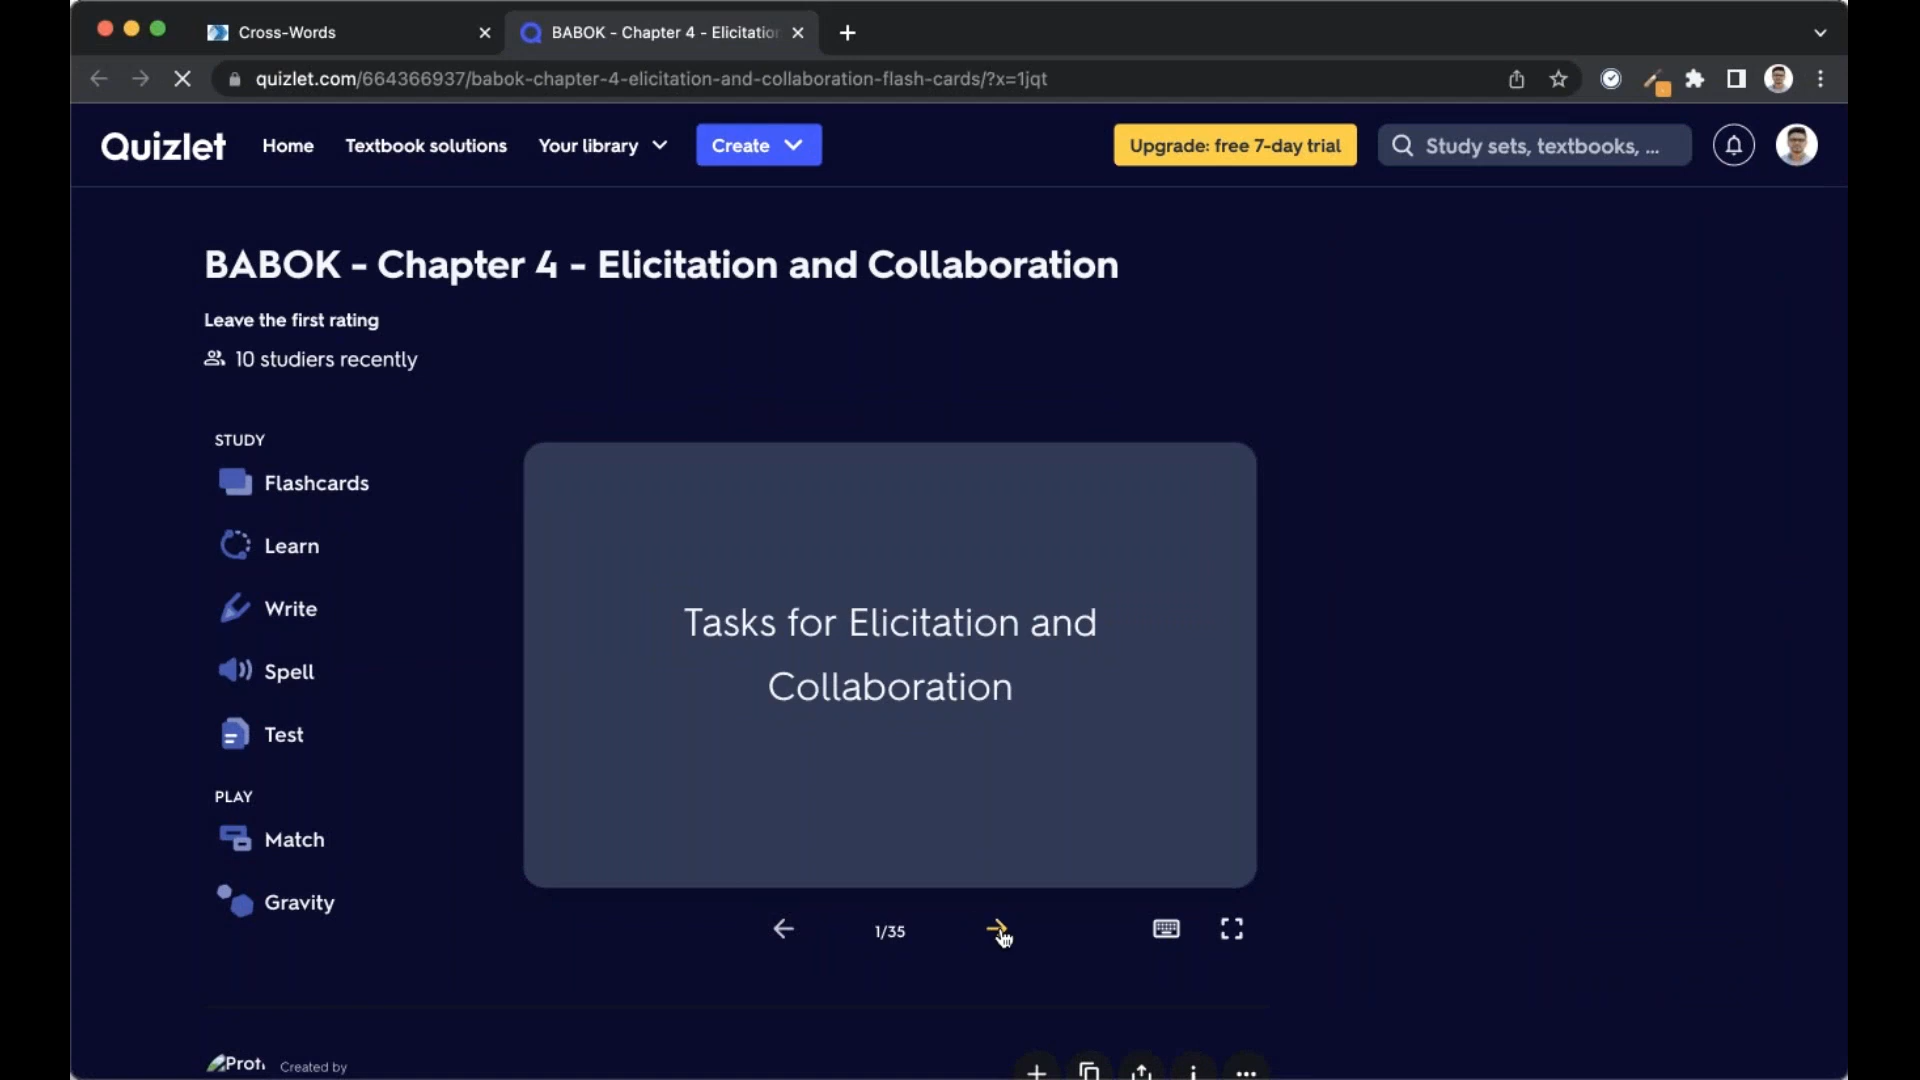 Cross-Words
BABOK - Chapter 4 - Elicitatio
quizlet.com/664366937/babok-chapter-4-elicitation-and-collaboration-flash-cards/?x=1jqt
Quizlet
Home
Textbook solutions
Your library
Create
Upgrade: free 7-day trial
Study sets, textbooks, ...
BABOK - Chapter 4 - Elicitation and Collaboration
Leave the first rating
10 studiers recently
STUDY
Flashcards
Learn
Write
Spell
Test
PLAY
Match
Gravity
Tasks for Elicitation and
Collaboration
1/35
Created by